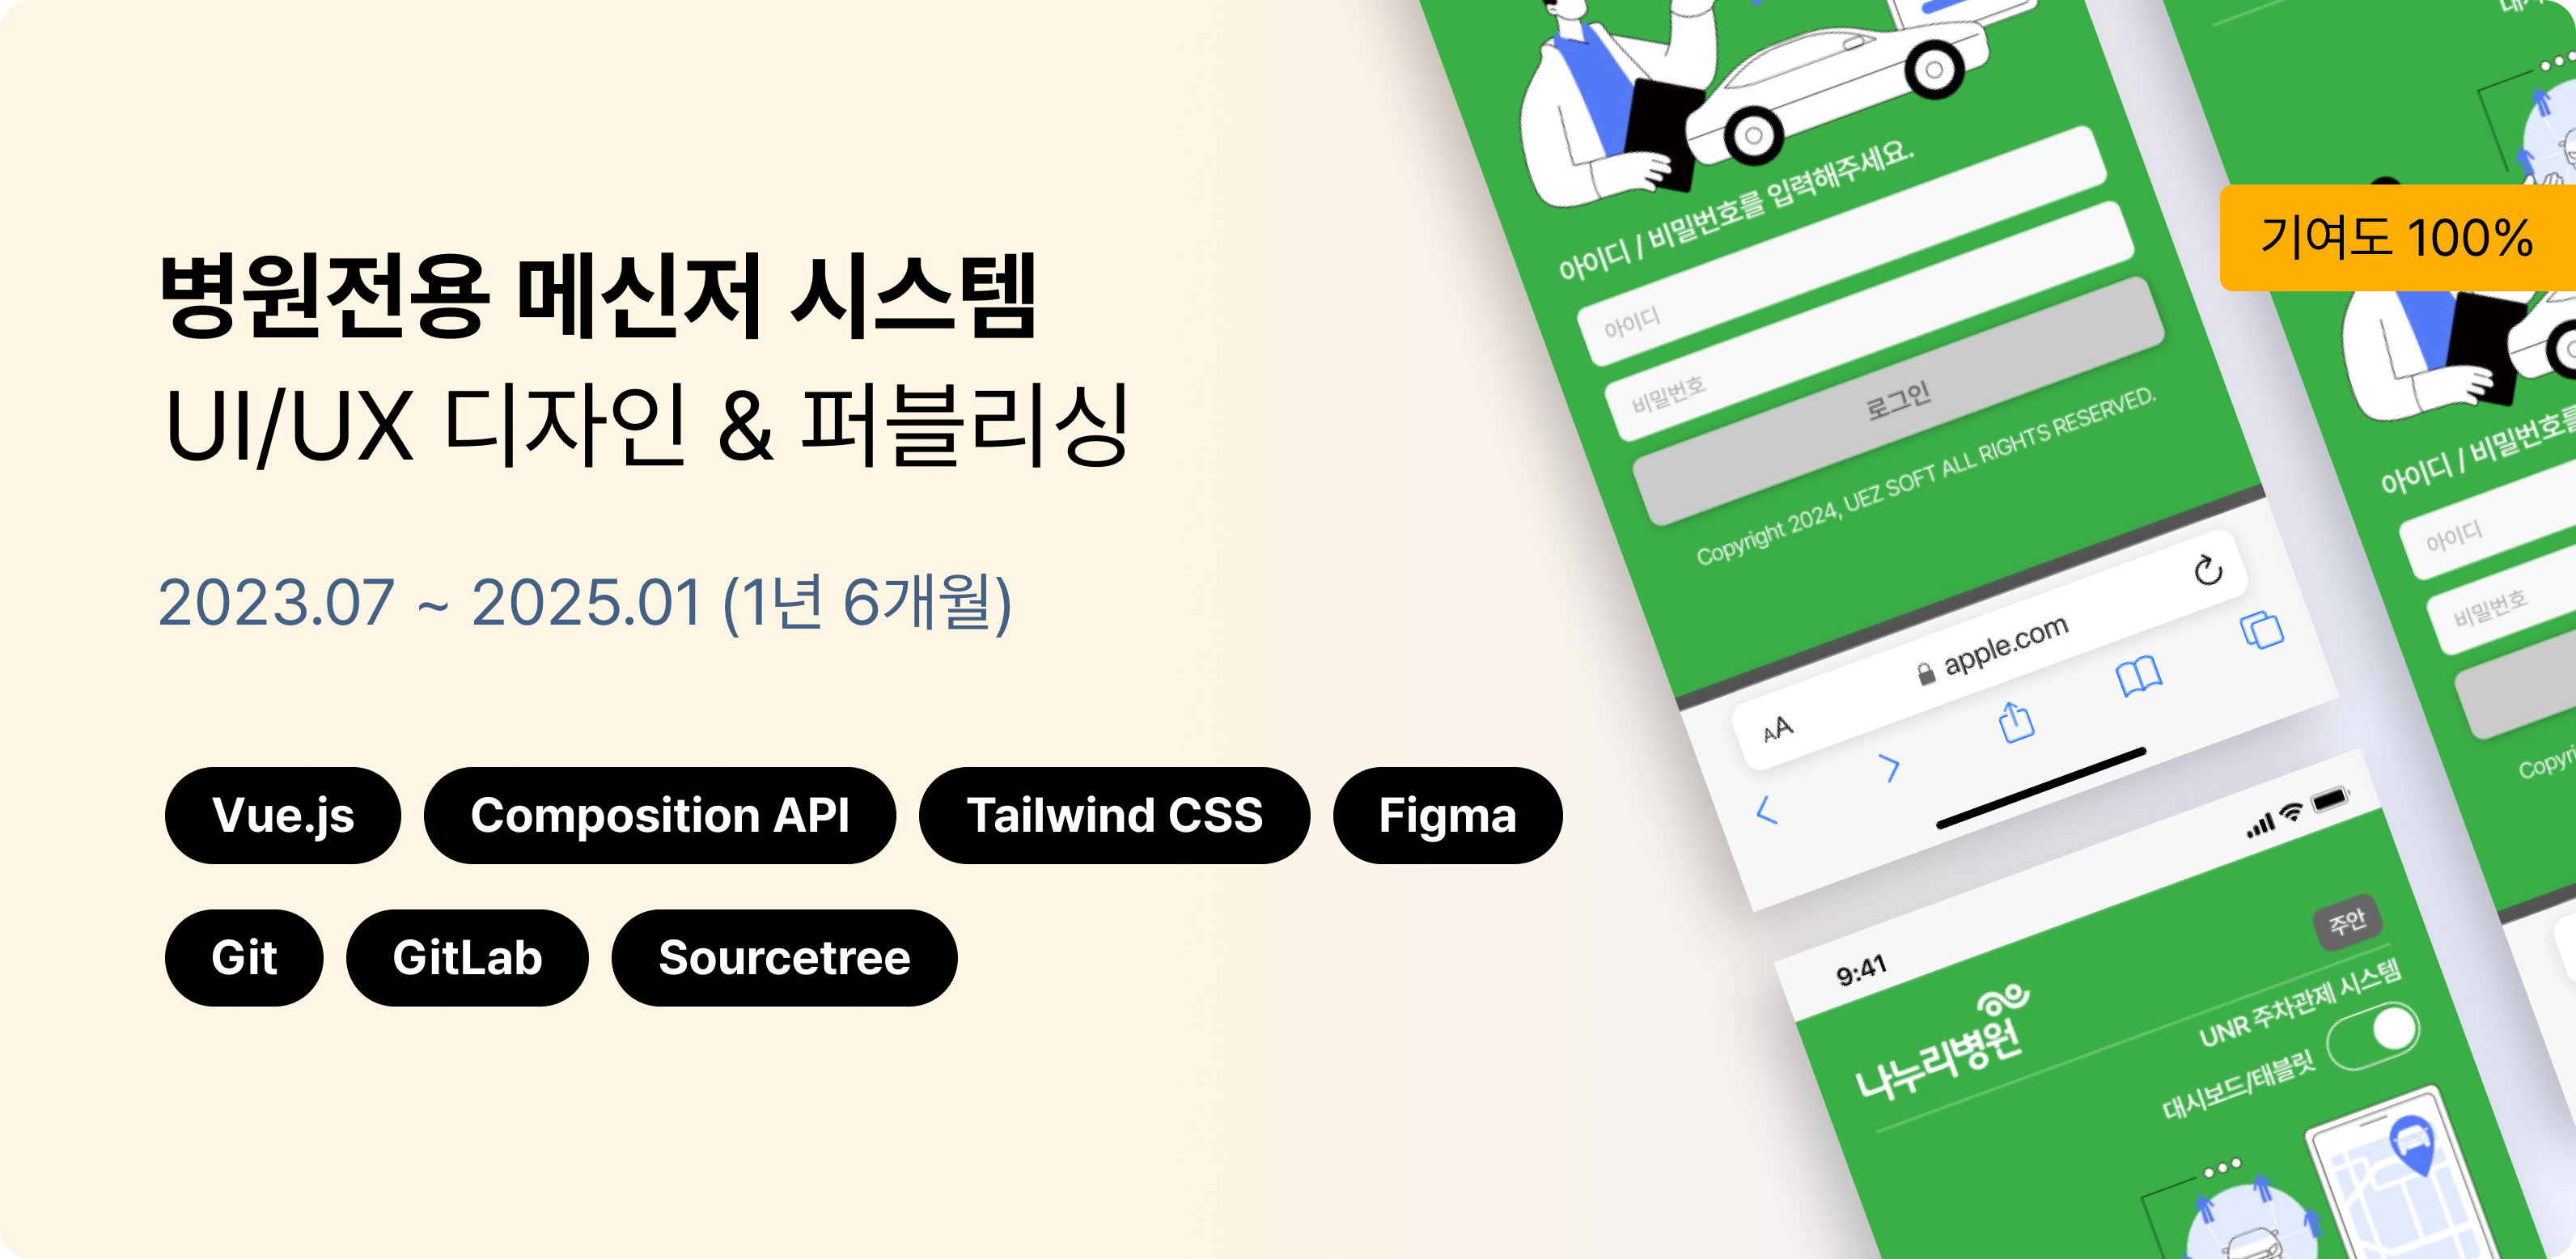 병원전용 메신저 시스템
UI/UX 디자인 & 퍼블리싱
2023.07 ~ 2025.01 (1년 6개월)
Vue.js
Composition API
Tailwind CSS
Figma
Git
GitLab
Sourcetree
기여도 100%
아이디 / 비밀번호를 입력해주세요.
아이디
비밀번호
로그인
Copyright 2024, UEZ SOFT ALL RIGHTS RESERVED.
AA
apple.com
9:41
주안
나누리병원
UNR 주차관제 시스템
대시보드/태블릿
아이디 / 비밀번호를
아이디
비밀번호
Copyri